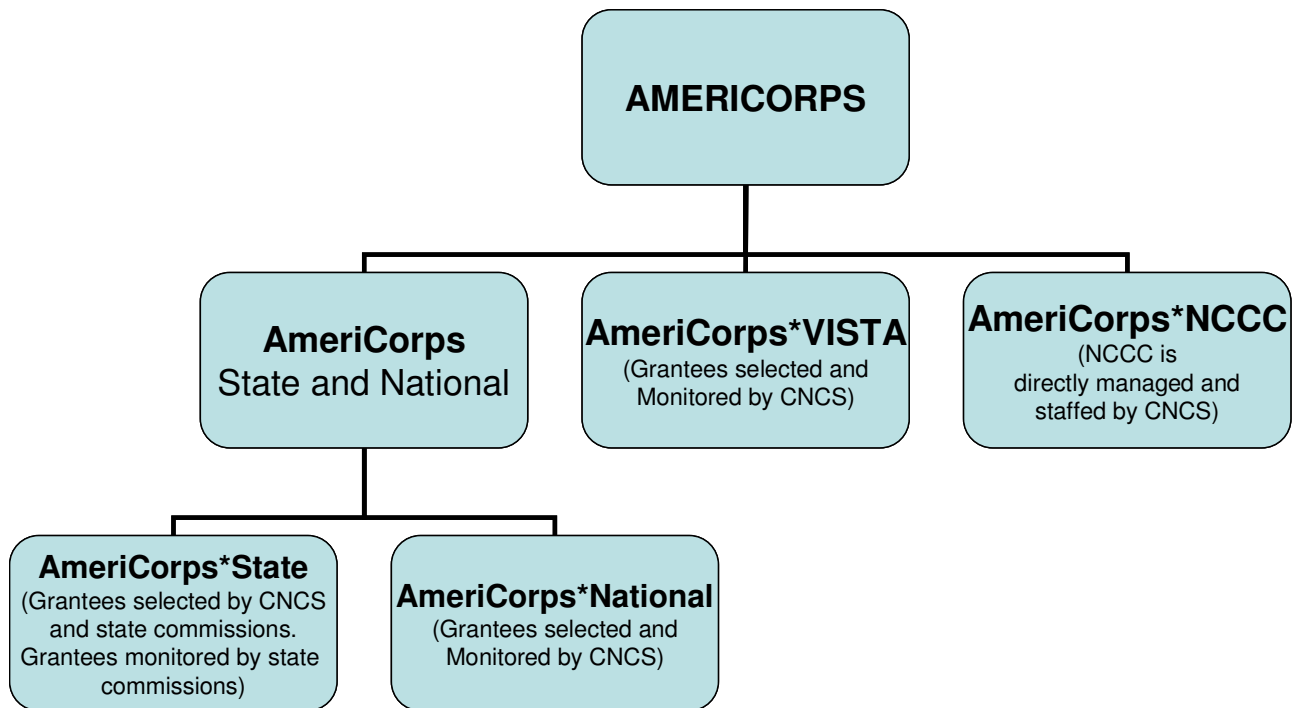 AMERICORPS
AmeriCorps
State and National
AmeriCorps*VISTA
(Grantees selected and
Monitored by CNCS)
AmeriCorps*NCCC
(NCCC is
directly managed and
staffed by CNCS)
AmeriCorps*State
(Grantees selected by CNCS
and state commissions.
Grantees monitored by state
commissions)
AmeriCorps*National
(Grantees selected and
Monitored by CNCS)